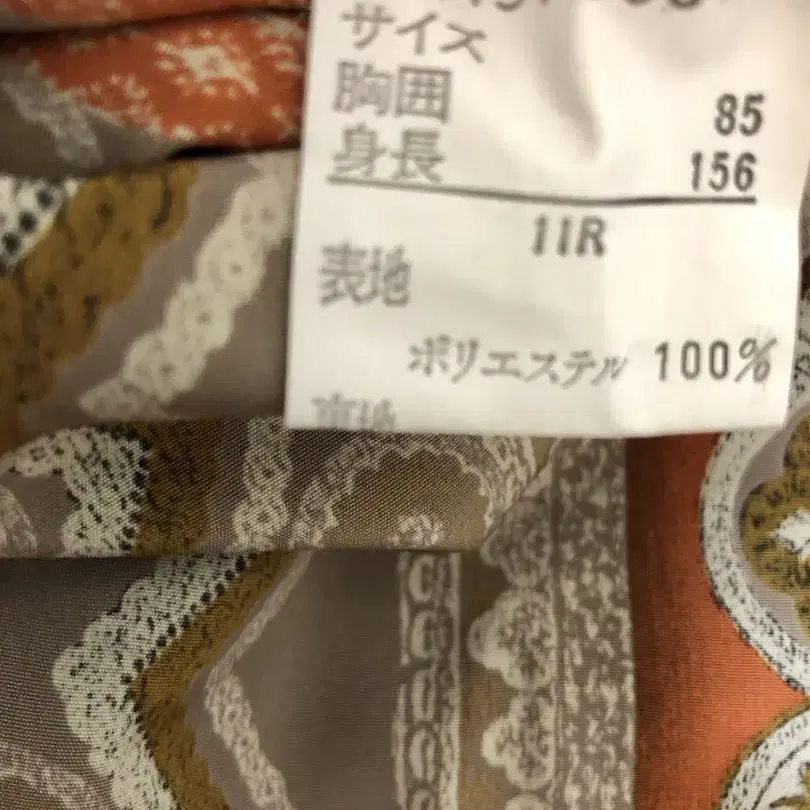 サイズ
胸囲 85
身長 156
11R
表地
ポリエステル 100%